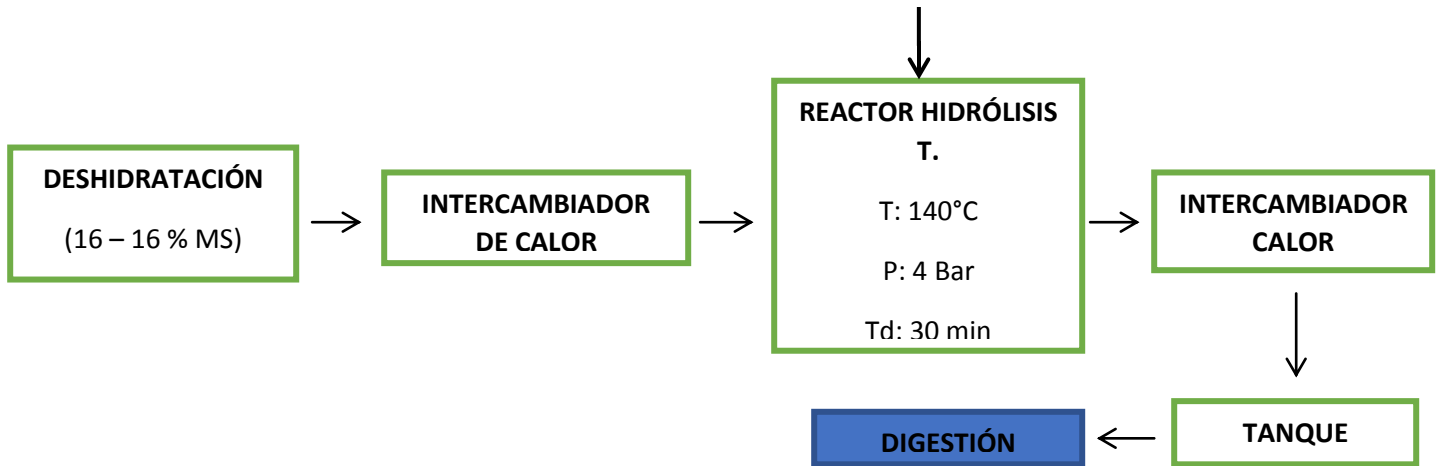 DESHIDRATACIÓN
(16 – 16 % MS)
INTERCAMBIADOR
DE CALOR
REACTOR HIDRÓLISIS
T.
T: 140°C
P: 4 Bar
Td: 30 min
INTERCAMBIADOR
CALOR
TANQUE
DIGESTIÓN